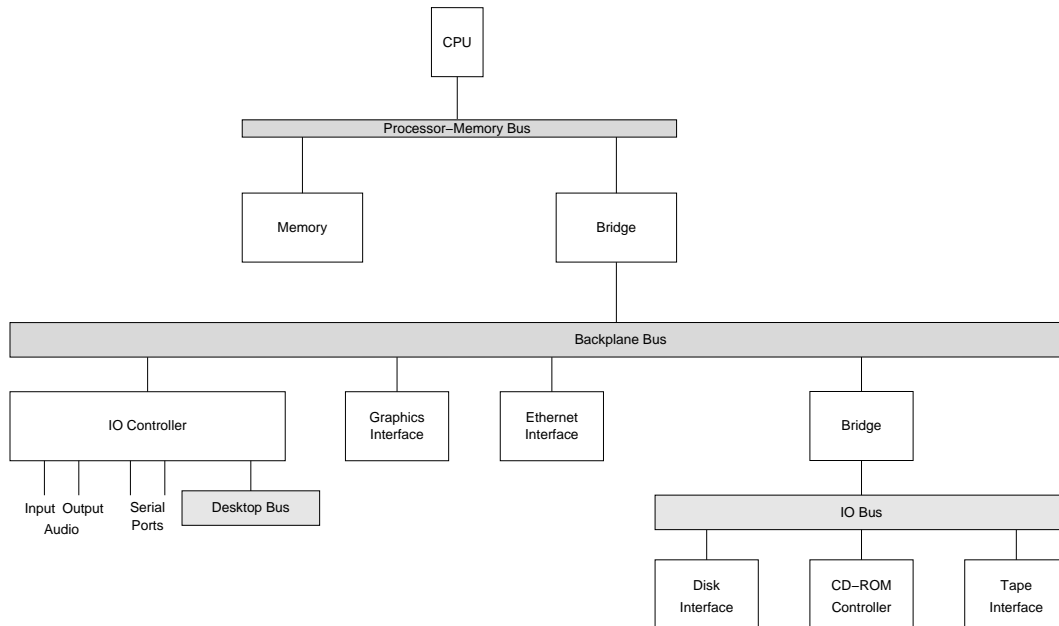 CPU
Processor−Memory Bus
Memory
Bridge
Backplane Bus
IO Controller
Graphics
Interface
Ethernet
Interface
Bridge
Input Output
Audio
Serial
Ports
Desktop Bus
IO Bus
Disk
Interface
CD−ROM
Controller
Tape
Interface